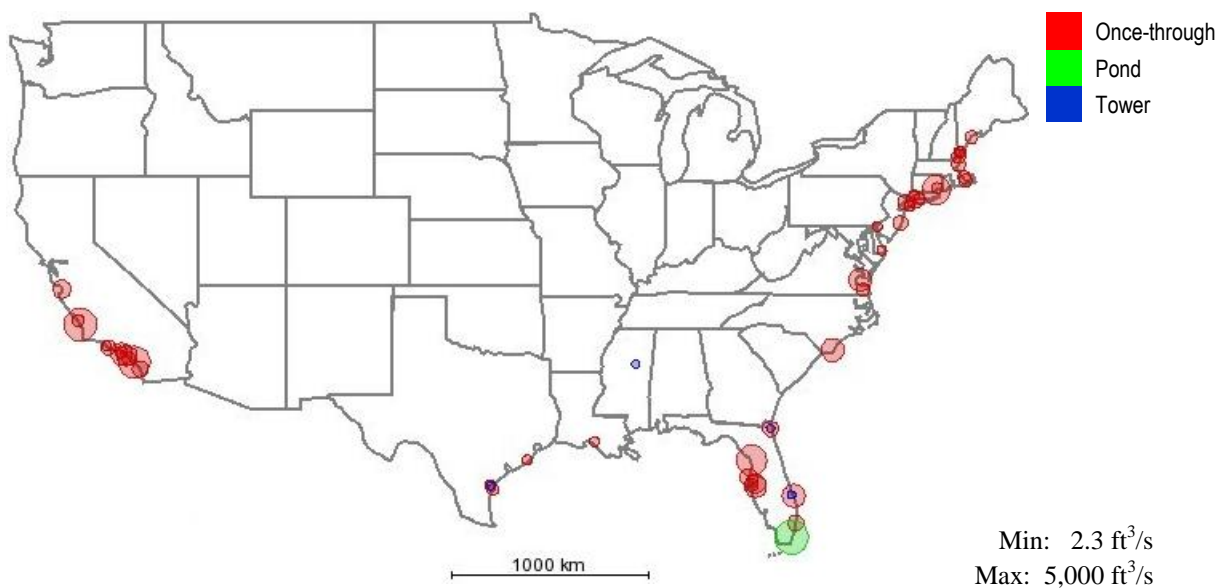 Once-through
Pond
Tower
1000 km
Min: 2.3 ft³/s
Max: 5,000 ft³/s